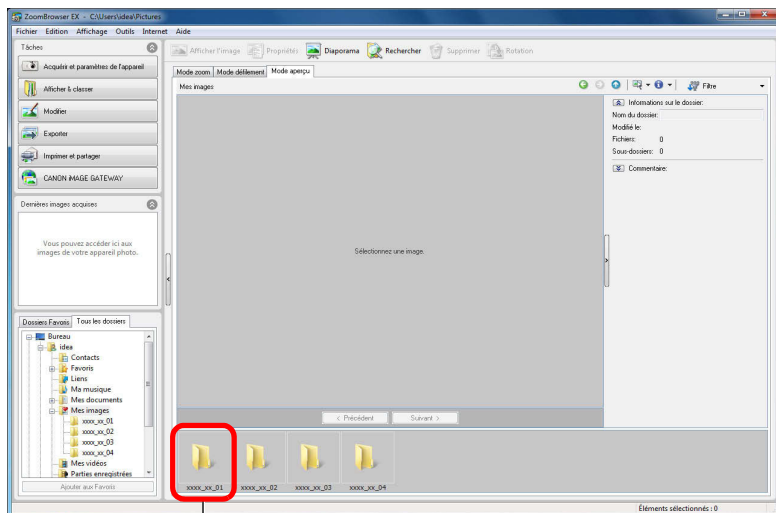 ZoomBrowser EX - C:\Users\idea\Pictures
Fichier Edition Affichage Outils Internet Aide
Tâches
Acquérir et paramètres de l'appareil
Afficher & classer
Modifier
Exporter
Imprimer et partager
CANON iMAGE GATEWAY
Dernières images acquises
Vous pouvez accéder ici aux
images de votre appareil photo.
Dossiers Favoris Tous les dossiers
Bureau
idea
Contacts
Favoris
Liens
Ma musique
Mes documents
Mes images
xxxx_xx_01
xxxx_xx_02
xxxx_xx_03
xxxx_xx_04
Mes vidéos
Parties enregistrées
Ajouter aux Favoris
Afficher l'image Propriétés Diaporama Rechercher Supprimer Rotation
Mode zoom Mode défilement Mode aperçu
Mes images
Filtre
Sélectionnez une image.
< Précédent Suivant >
Informations sur le dossier:
Nom du dossier:
Modifié le:
Fichiers: 0
Sous-dossiers: 0
Commentaire:
xxxx_xx_01 xxxx_xx_02 xxxx_xx_03 xxxx_xx_04
Éléments sélectionnés : 0